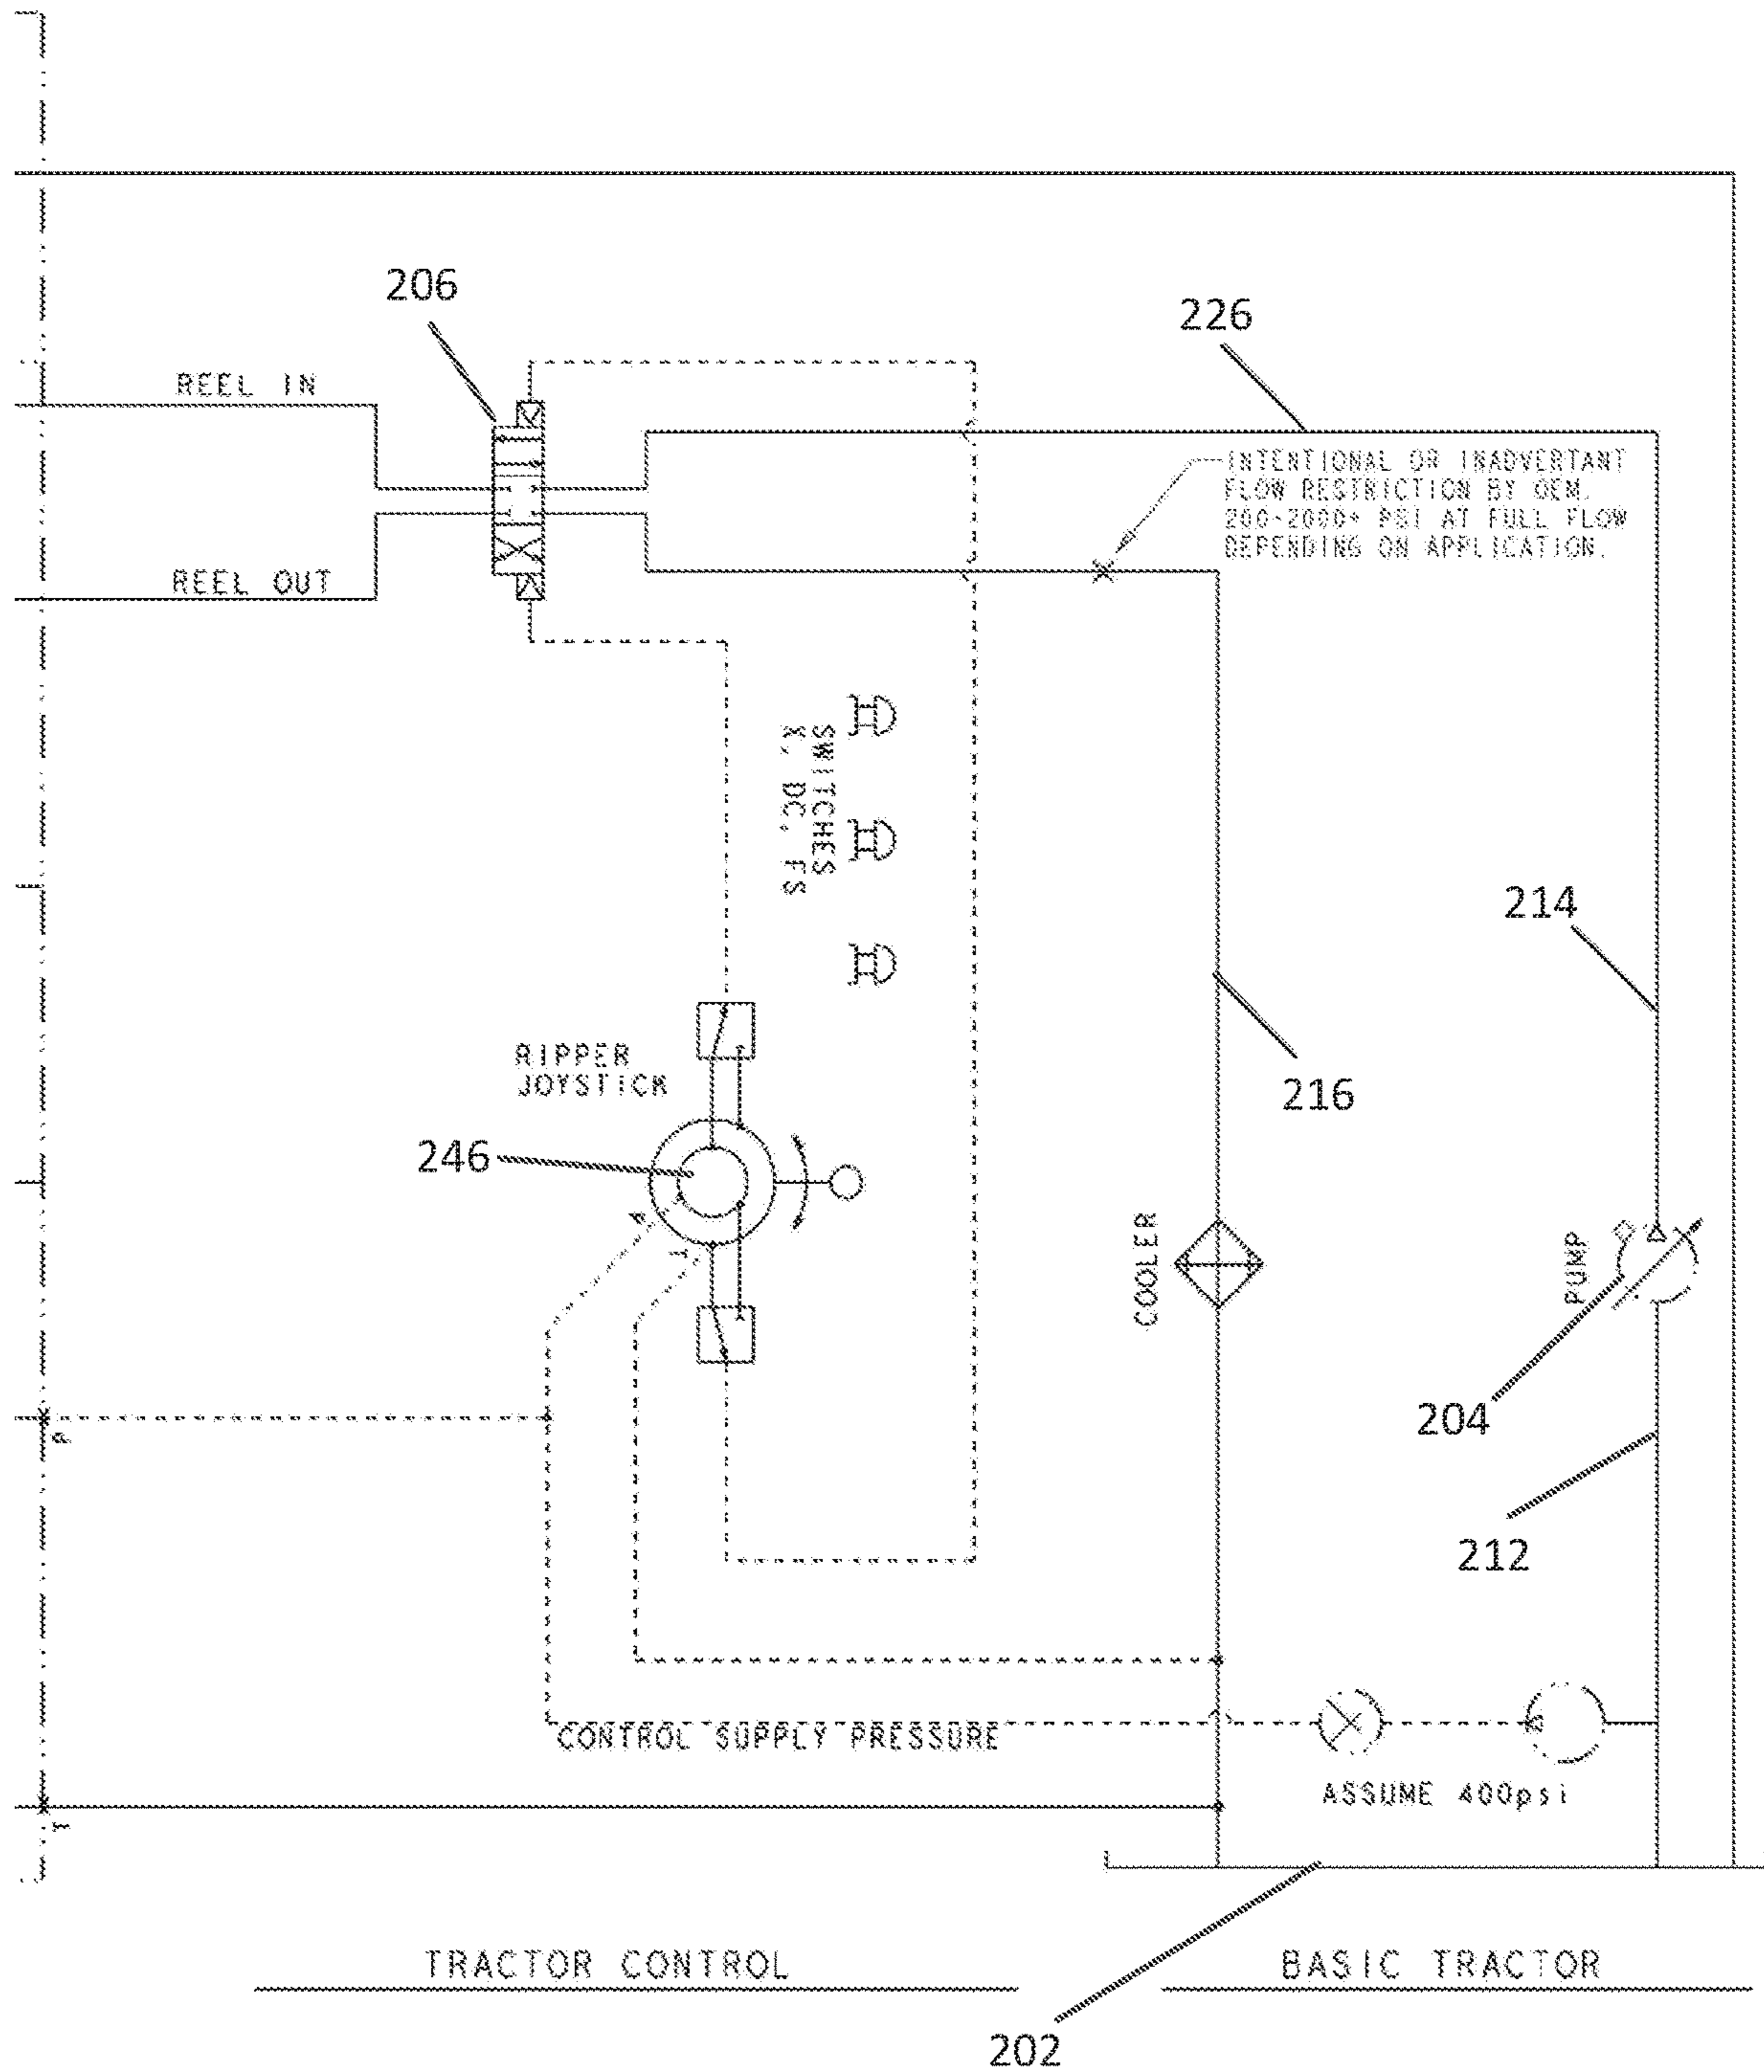 206
226
REEL IN
INTENTIONAL OR INADVERTANT
FLOW RESTRICTION BY OEM.
200-2000+ PSI AT FULL FLOW
DEPENDING ON APPLICATION.
REEL OUT
SWITCHES
X, DC, FS
214
216
RIPPER
JOYSTICK
246
P
T
COOLER
PUMP
204
P
212
CONTROL SUPPLY PRESSURE
ASSUME 400psi
T
TRACTOR CONTROL
BASIC TRACTOR
202